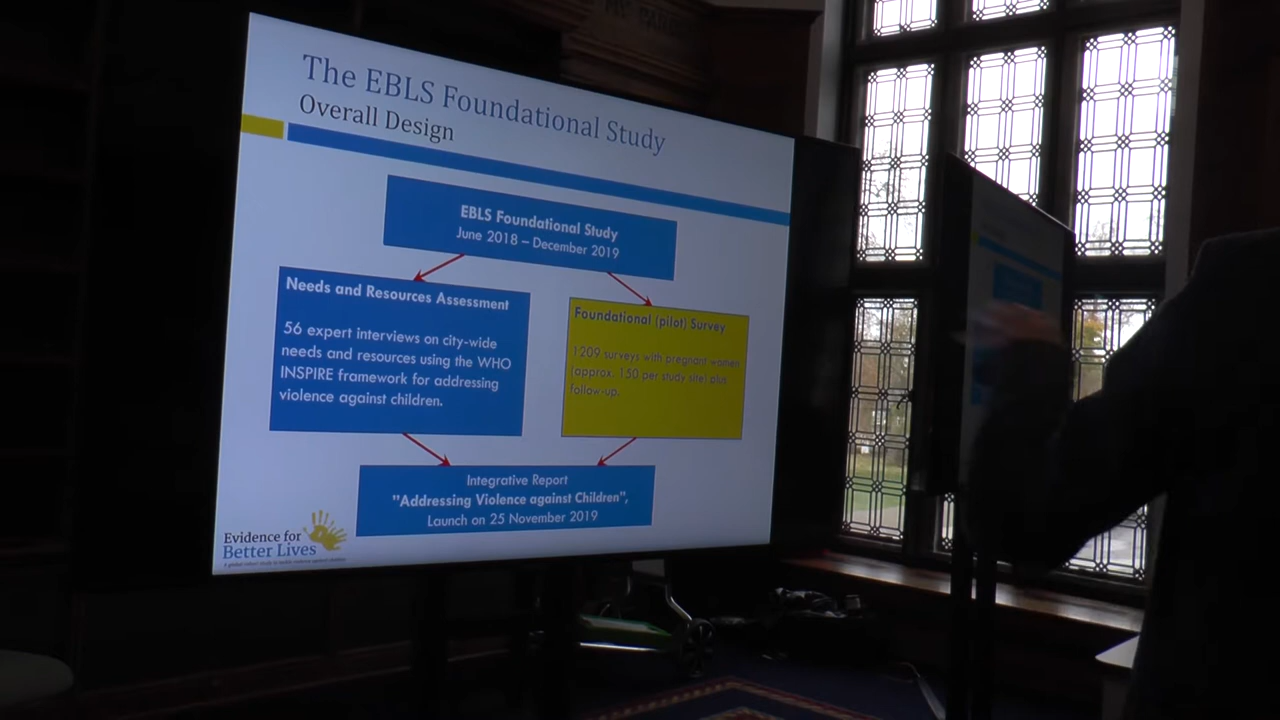 The EBLS Foundational Study
Overall Design
EBLS Foundational Study
June 2018 – December 2019
Needs and Resources Assessment
56 expert interviews on city-wide
needs and resources using the WHO
INSPIRE framework for addressing
violence against children.
Foundational (pilot) Survey
1209 surveys with pregnant women
(approx. 150 per study site) plus
follow-up.
Integrative Report
"Addressing Violence against Children",
Launch on 25 November 2019
Evidence for
Better Lives